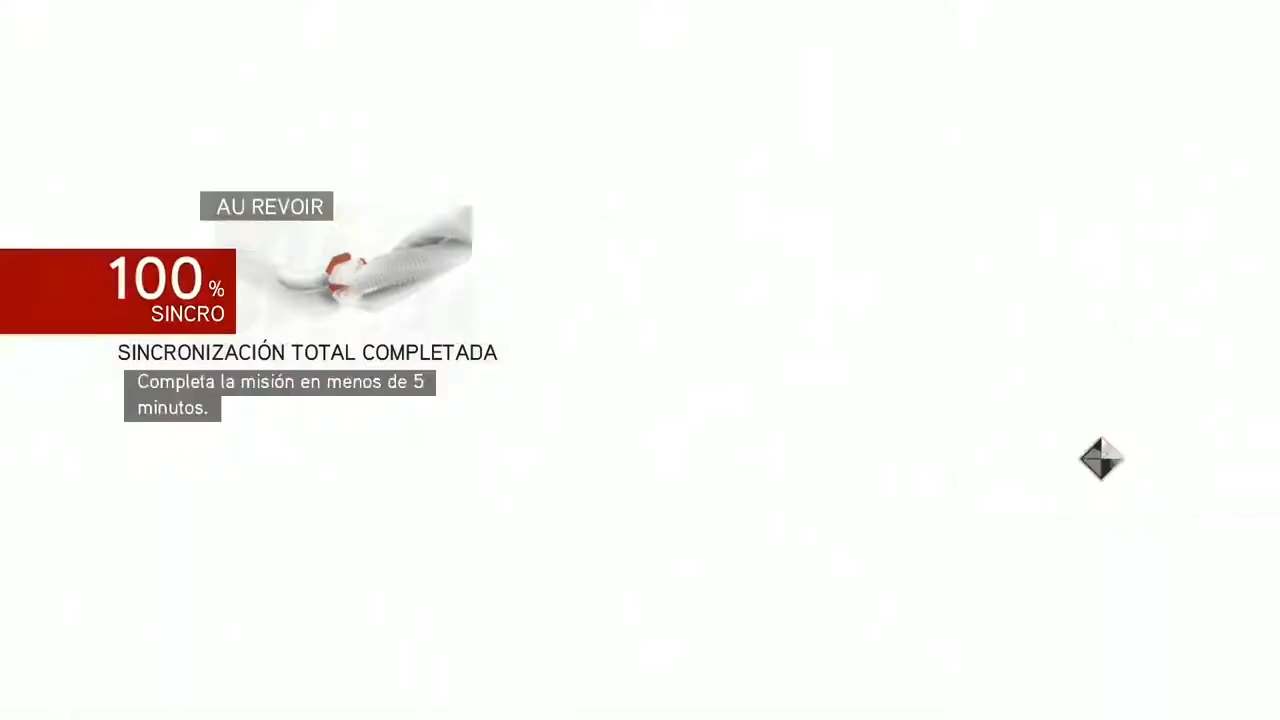 AU REVOIR
100%
SINCRO
SINCRONIZACIÓN TOTAL COMPLETADA
Completa la misión en menos de 5
minutos.